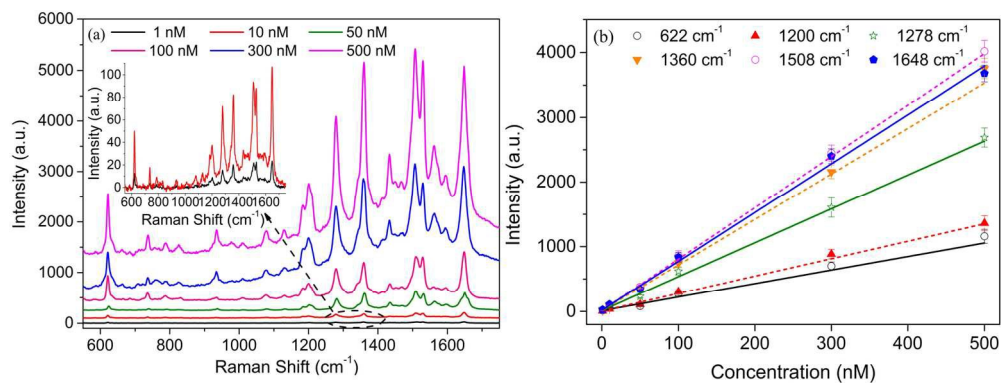 (a)
1 nM 10 nM 50 nM
100 nM 300 nM 500 nM
6000
5000
4000
3000
2000
1000
0
Intensity (a.u.)
600 800 1000 1200 1400 1600
Raman Shift (cm-1)
100
80
60
40
20
0
Intensity (a.u.)
600 800 1000 1200 1400 1600
Raman Shift (cm⁻¹)
(b)
622 cm⁻¹ 1200 cm⁻¹ 1278 cm⁻¹
1360 cm⁻¹ 1508 cm⁻¹ 1648 cm⁻¹
4000
3000
2000
1000
0
Intensity (a.u.)
0 100 200 300 400 500
Concentration (nM)